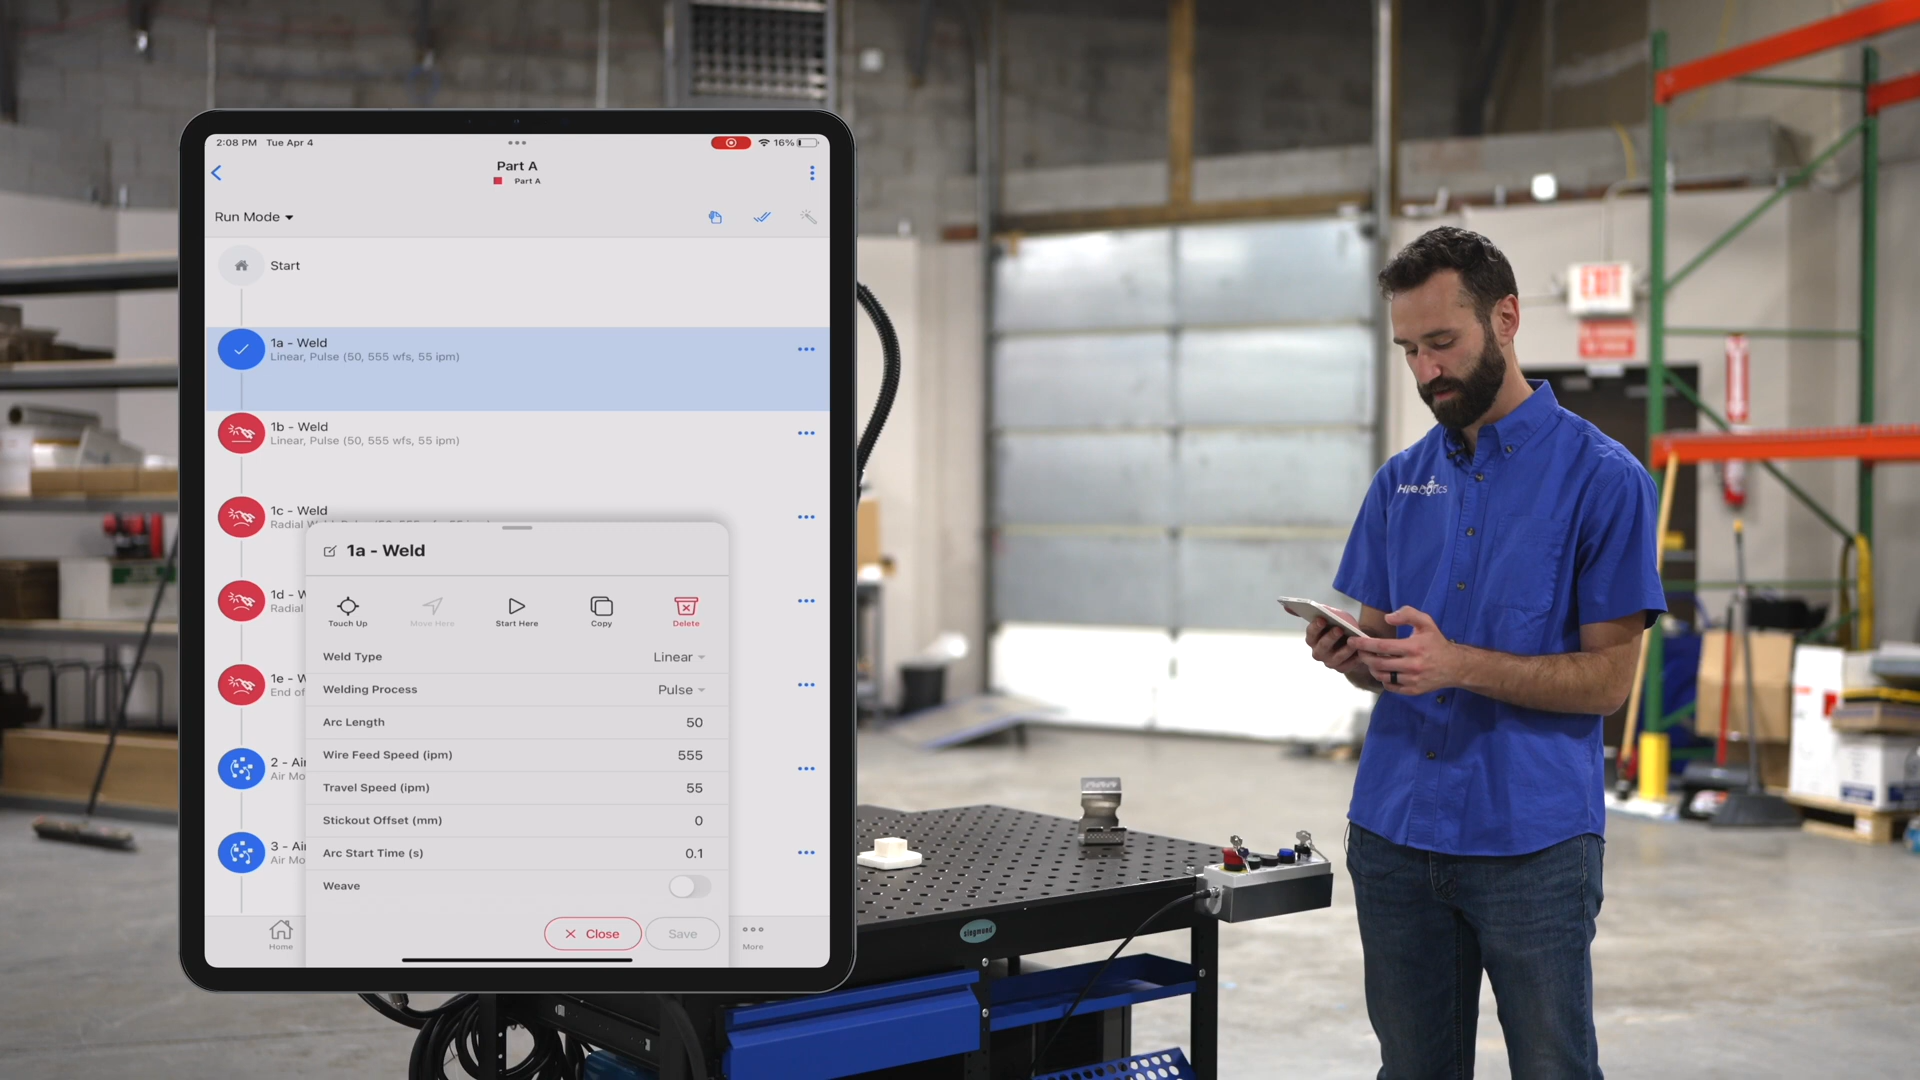 2:08 PM Tue Apr 4
16%
Part A
Part A
Run Mode
Start
1a - Weld
Linear, Pulse (50, 555 wfs, 55 ipm)
1b - Weld
Linear, Pulse (50, 555 wfs, 55 ipm)
1c - Weld
Radial
1d - W
Radial
1e - W
End of
2 - Air
Air Mo
3 - Air
Air Mo
1a - Weld
Touch Up
Move Here
Start Here
Copy
Delete
Weld Type Linear
Welding Process Pulse
Arc Length 50
Wire Feed Speed (ipm) 555
Travel Speed (ipm) 55
Stickout Offset (mm) 0
Arc Start Time (s) 0.1
Weave
Close
Save
Home
More
EXIT
siegmund